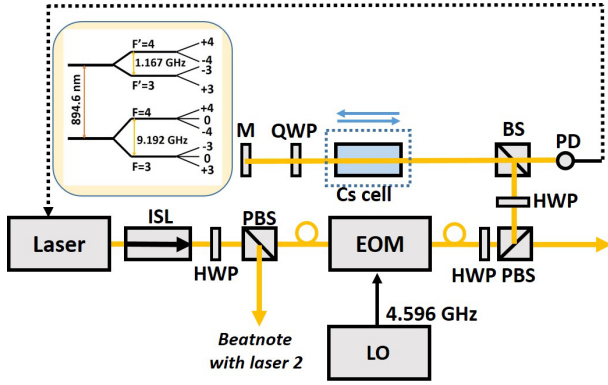 F'=4
+4
1.167 GHz
-4
-3
F'=3
+3
894.6 nm
F=4
+4
0
-4
9.192 GHz
-3
0
F=3
+3
M
QWP
Cs cell
BS
PD
HWP
Laser
ISL
HWP
PBS
EOM
HWP
PBS
Beatnote
with laser 2
4.596 GHz
LO